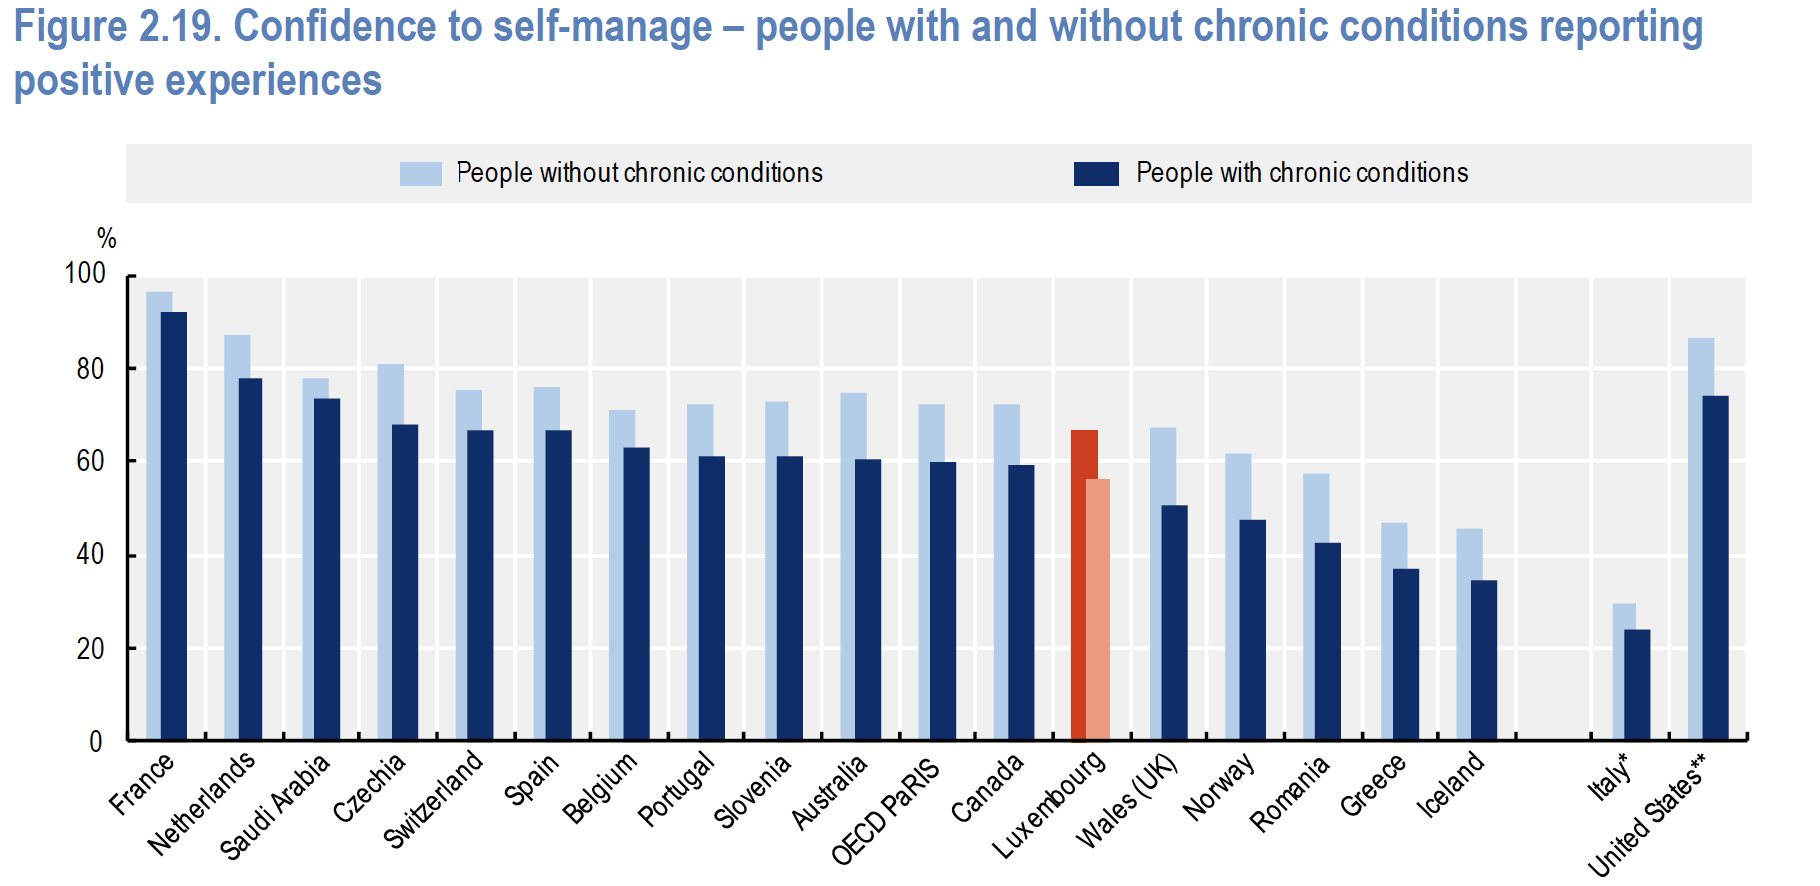 Figure 2.19. Confidence to self-manage – people with and without chronic conditions reporting
positive experiences
People without chronic conditions
People with chronic conditions
%
100
80
60
40
20
0
France
Netherlands
Saudi Arabia
Czechia
Switzerland
Spain
Belgium
Portugal
Slovenia
Australia
OECD PaRIS
Canada
Luxembourg
Wales (UK)
Norway
Romania
Greece
Iceland
Italy*
United States**